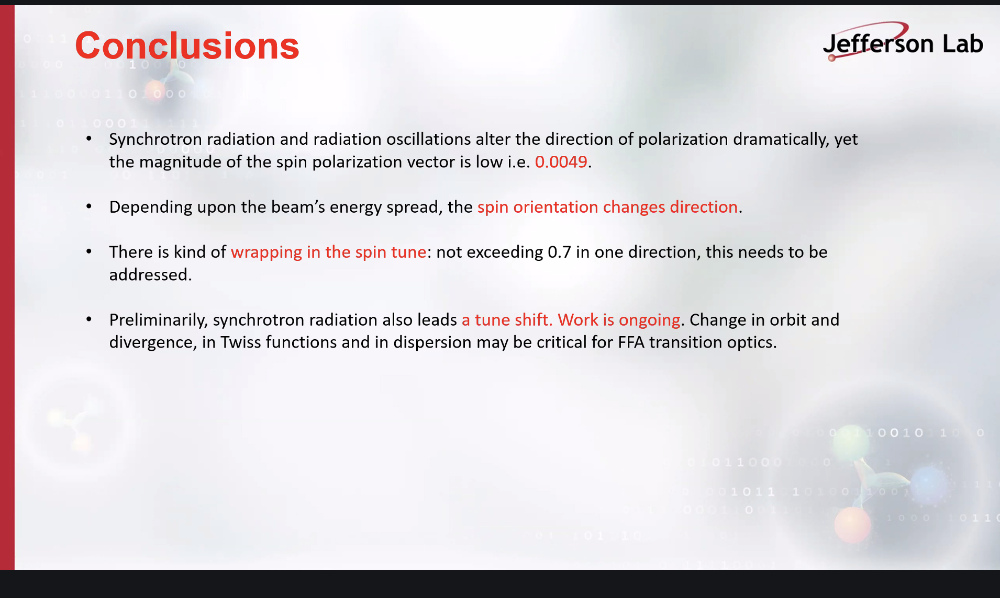 Conclusions
Jefferson Lab
• Synchrotron radiation and radiation oscillations alter the direction of polarization dramatically, yet
the magnitude of the spin polarization vector is low i.e. 0.0049.
• Depending upon the beam’s energy spread, the spin orientation changes direction.
• There is kind of wrapping in the spin tune: not exceeding 0.7 in one direction, this needs to be
addressed.
• Preliminarily, synchrotron radiation also leads a tune shift. Work is ongoing. Change in orbit and
divergence, in Twiss functions and in dispersion may be critical for FFA transition optics.